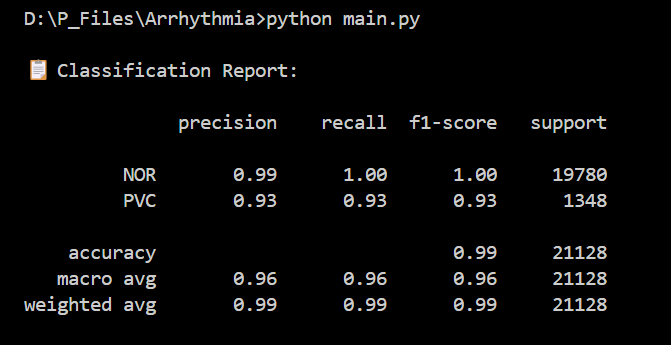 D:\P_Files\Arrhythmia>python main.py
📋 Classification Report:
precision recall f1-score support
NOR 0.99 1.00 1.00 19780
PVC 0.93 0.93 0.93 1348
accuracy 0.99 21128
macro avg 0.96 0.96 0.96 21128
weighted avg 0.99 0.99 0.99 21128